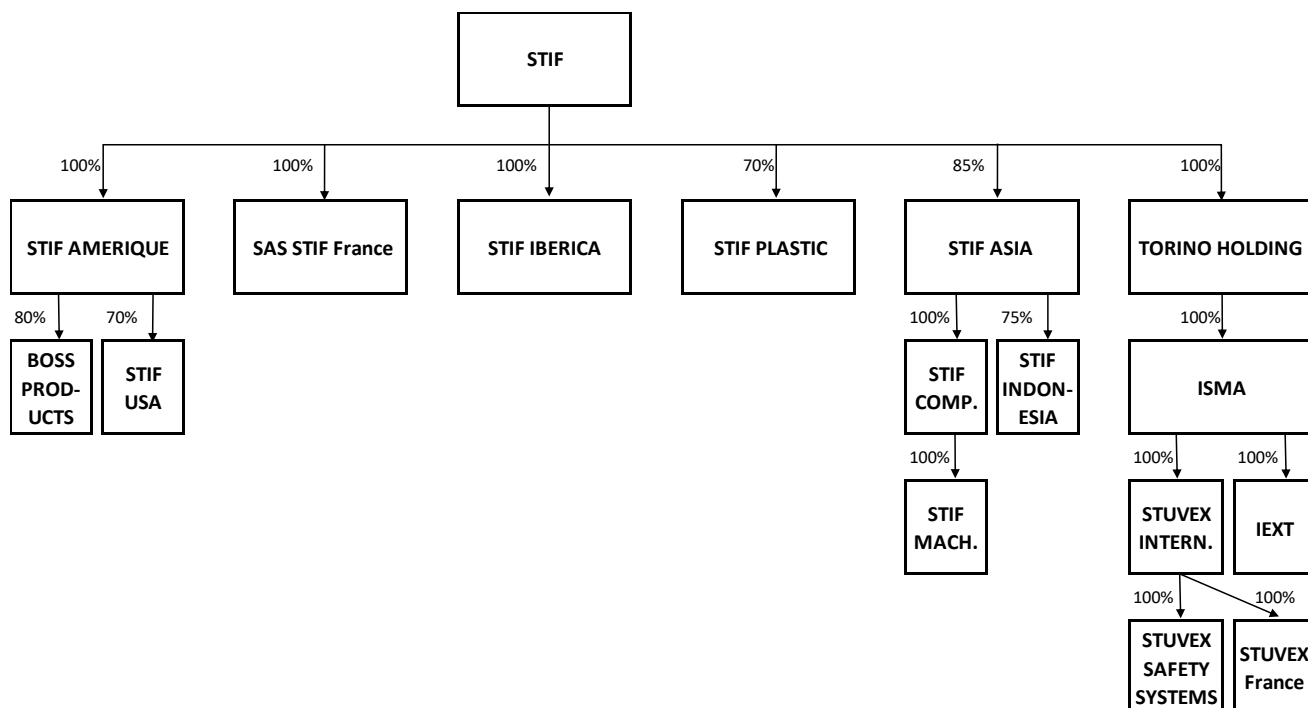 STIF
100%
100%
100%
70%
85%
100%
STIF AMERIQUE
SAS STIF France
STIF IBERICA
STIF PLASTIC
STIF ASIA
TORINO HOLDING
80%
70%
100%
75%
100%
BOSS
PROD-
UCTS
STIF
USA
STIF
COMP.
STIF
INDON-
ESIA
ISMA
100%
100%
100%
STIF
MACH.
STUVEX
INTERN.
IEXT
100%
100%
STUVEX
SAFETY
SYSTEMS
STUVEX
France